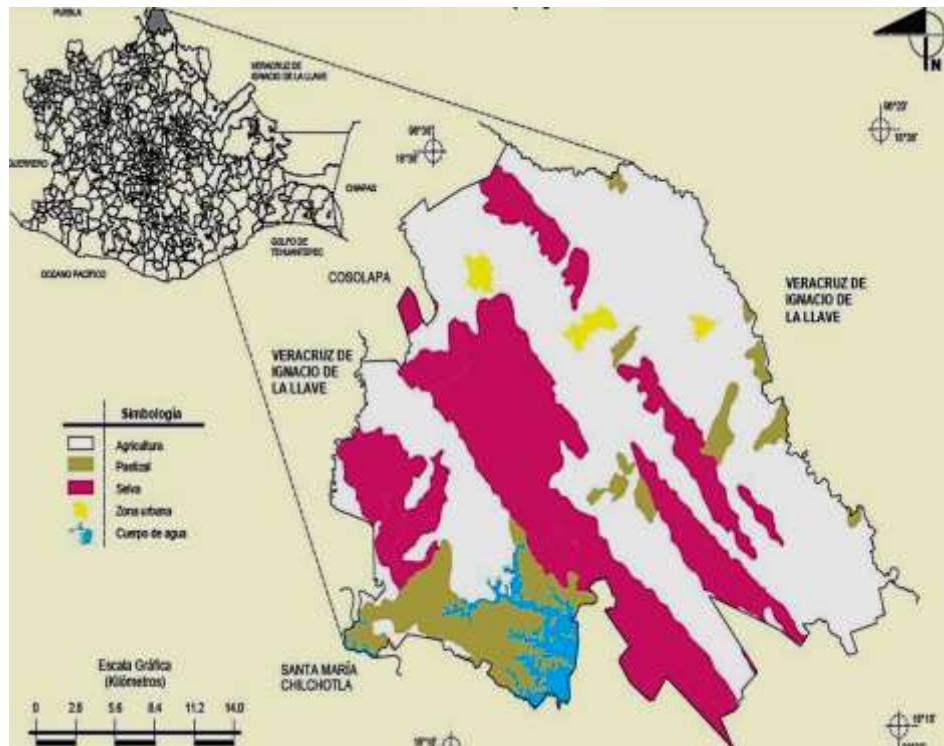 PUEBLA
VERACRUZ DE
IGNACIO DE LA LLAVE
GUERRERO
CHIAPAS
GOLFO DE
TEHUANTEPEC
OCEANO PACÍFICO
N
COSOLAPA
VERACRUZ DE
IGNACIO DE
LA LLAVE
VERACRUZ DE
IGNACIO DE
LA LLAVE
Simbología
Agricultura
Pastizal
Selva
Zona urbana
Cuerpo de agua
SANTA MARÍA
CHILCHOTLA
Escala Gráfica
(Kilómetros)
0 2.8 5.6 8.4 11.2 14.0